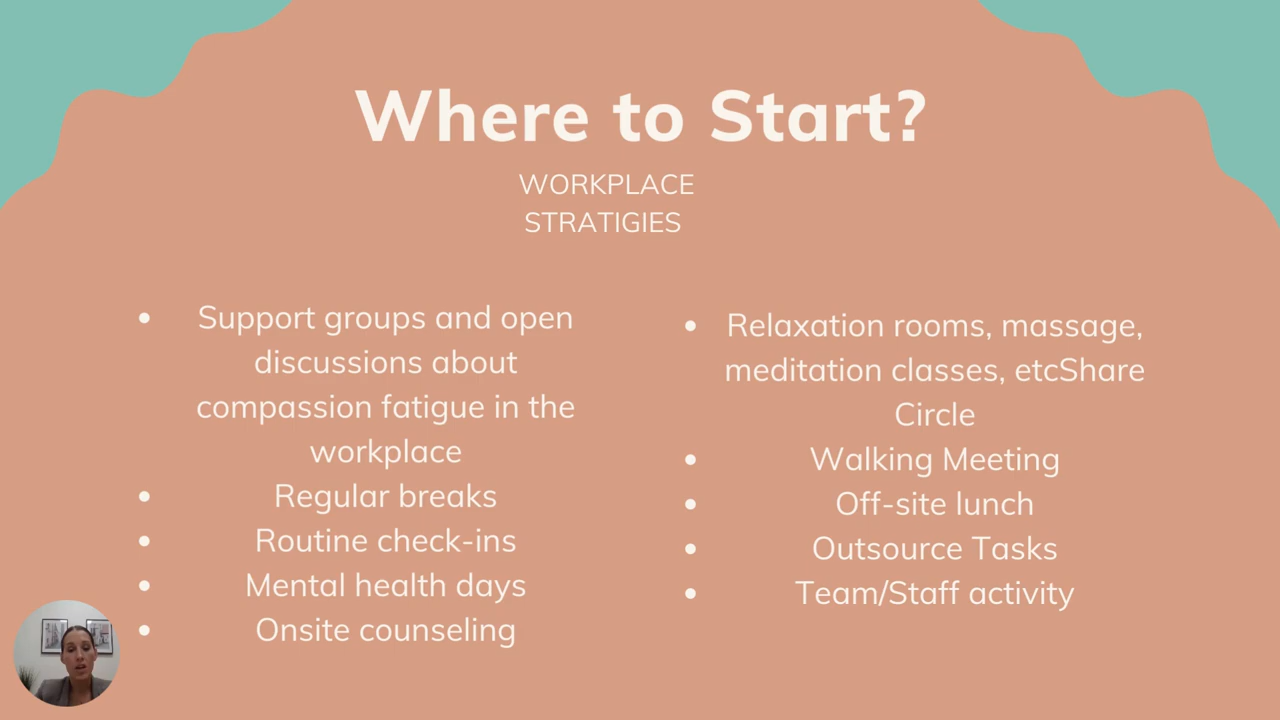 Where to Start?
WORKPLACE
STRATIGIES
• Support groups and open
discussions about
compassion fatigue in the
workplace
• Regular breaks
• Routine check-ins
• Mental health days
• Onsite counseling
• Relaxation rooms, massage,
meditation classes, etcShare
Circle
• Walking Meeting
• Off-site lunch
• Outsource Tasks
• Team/Staff activity